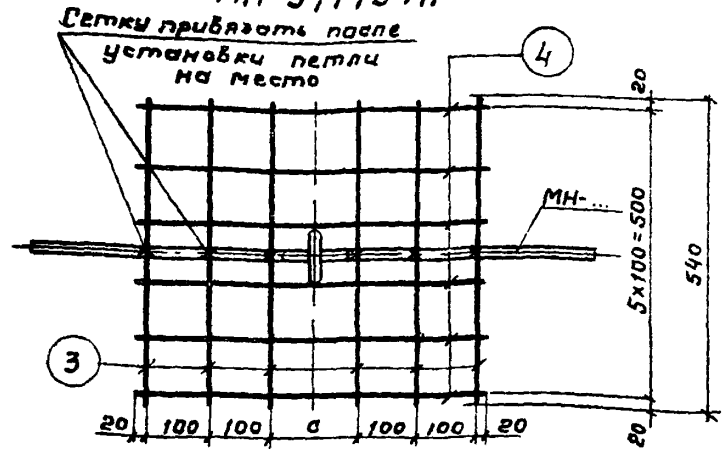 Сетку привязать после
установки петли
на место
4
20
МН-...
5х100=500
540
3
20 100 100 a 100 100 20
20